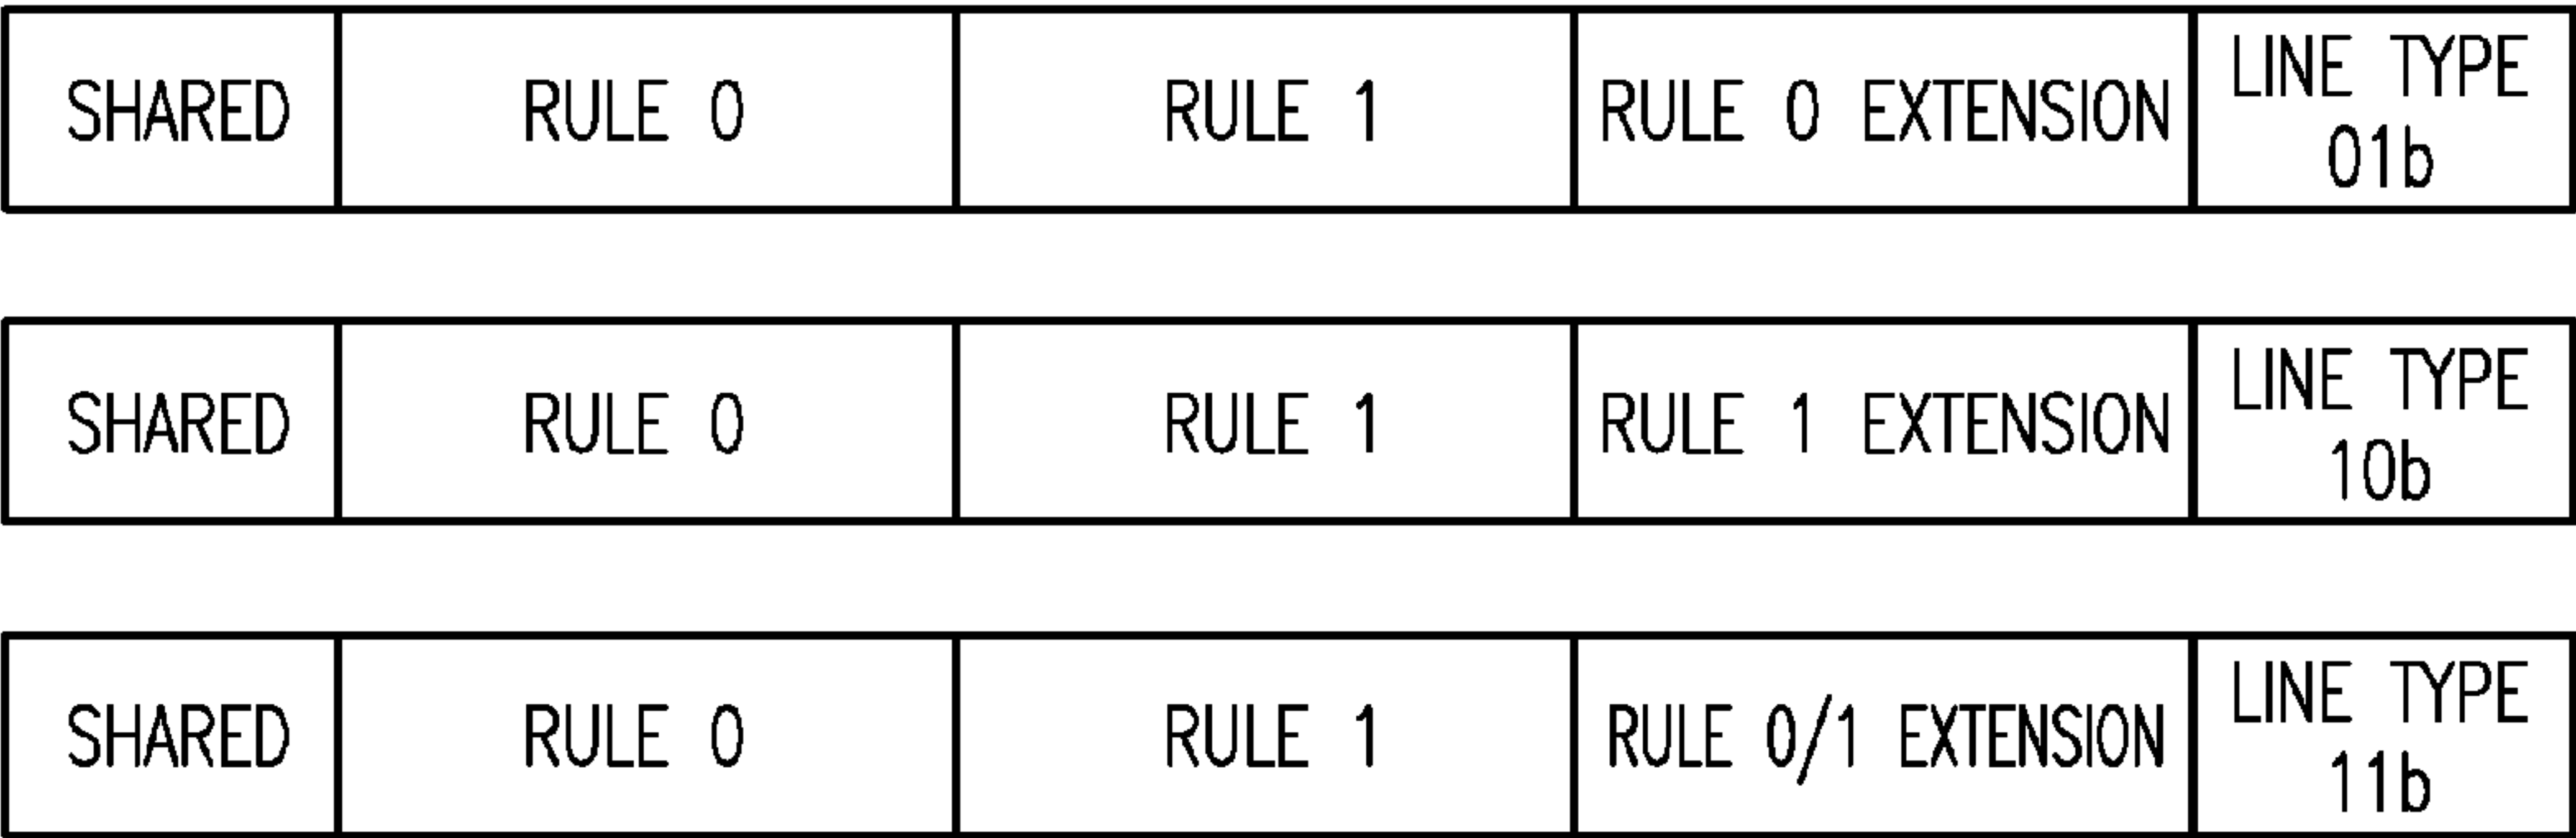 SHARED RULE 0 RULE 1 RULE 0 EXTENSION LINE TYPE
01b
SHARED RULE 0 RULE 1 RULE 1 EXTENSION LINE TYPE
10b
SHARED RULE 0 RULE 1 RULE 0/1 EXTENSION LINE TYPE
11b